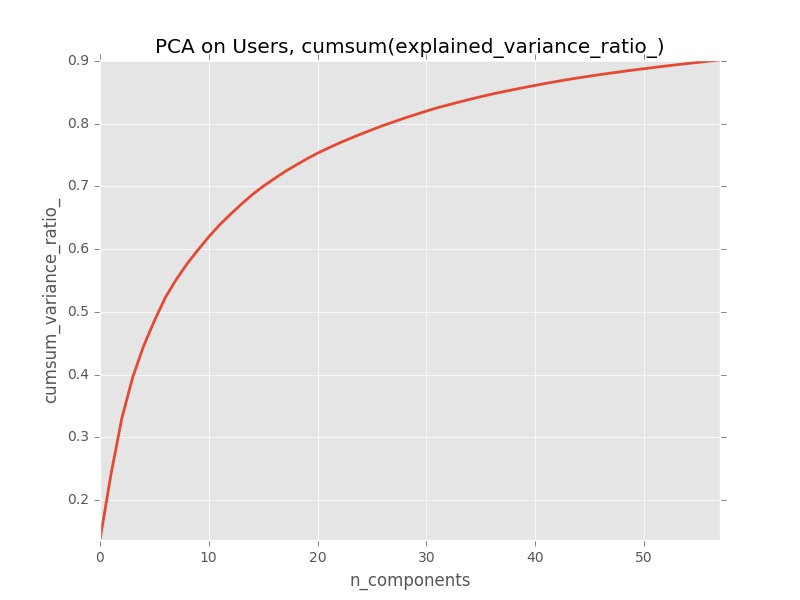 PCA on Users, cumsum(explained_variance_ratio_)
0.9
0.8
0.7
0.6
0.5
0.4
0.3
0.2
cumsum_variance_ratio_
0 10 20 30 40 50
n_components